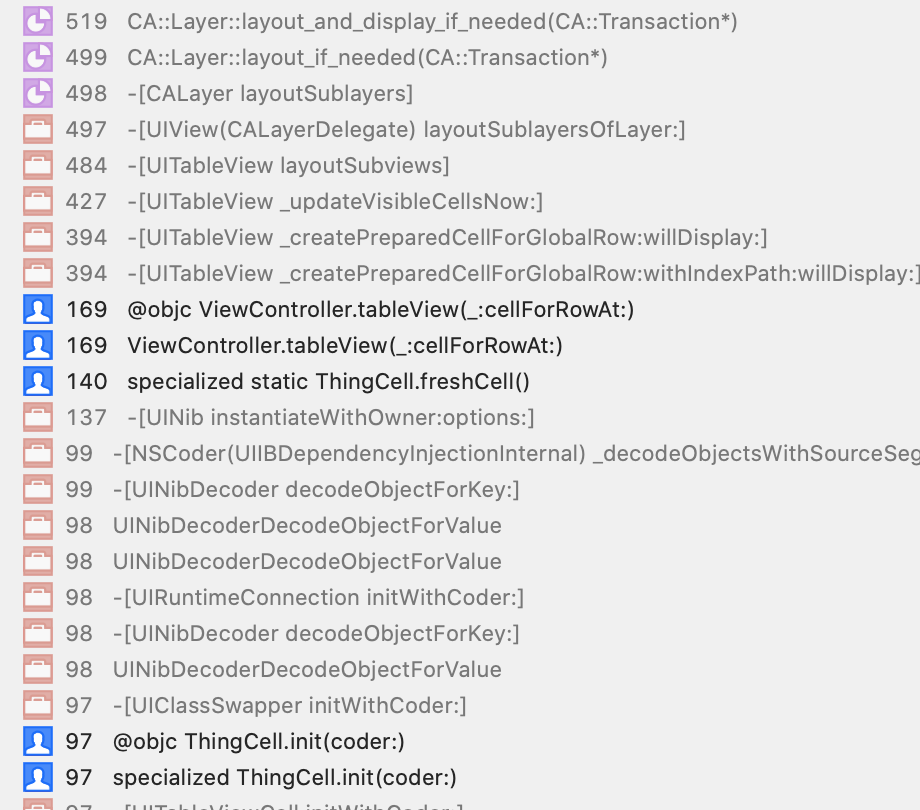 519 CA::Layer::layout_and_display_if_needed(CA::Transaction*)
499 CA::Layer::layout_if_needed(CA::Transaction*)
498 -[CALayer layoutSublayers]
497 -[UIView(CALayerDelegate) layoutSublayersOfLayer:]
484 -[UITableView layoutSubviews]
427 -[UITableView _updateVisibleCellsNow:]
394 -[UITableView _createPreparedCellForGlobalRow:willDisplay:]
394 -[UITableView _createPreparedCellForGlobalRow:withIndexPath:willDisplay:]
169 @objc ViewController.tableView(_:cellForRowAt:)
169 ViewController.tableView(_:cellForRowAt:)
140 specialized static ThingCell.freshCell()
137 -[UINib instantiateWithOwner:options:]
99 -[NSCoder(UIIBDependencyInjectionInternal) _decodeObjectsWithSourceSeg
99 -[UINibDecoder decodeObjectForKey:]
98 UINibDecoderDecodeObjectForValue
98 UINibDecoderDecodeObjectForValue
98 -[UIRuntimeConnection initWithCoder:]
98 -[UINibDecoder decodeObjectForKey:]
98 UINibDecoderDecodeObjectForValue
97 -[UIClassSwapper initWithCoder:]
97 @objc ThingCell.init(coder:)
97 specialized ThingCell.init(coder:)
97 -[UITableViewCell initWithCoder:]